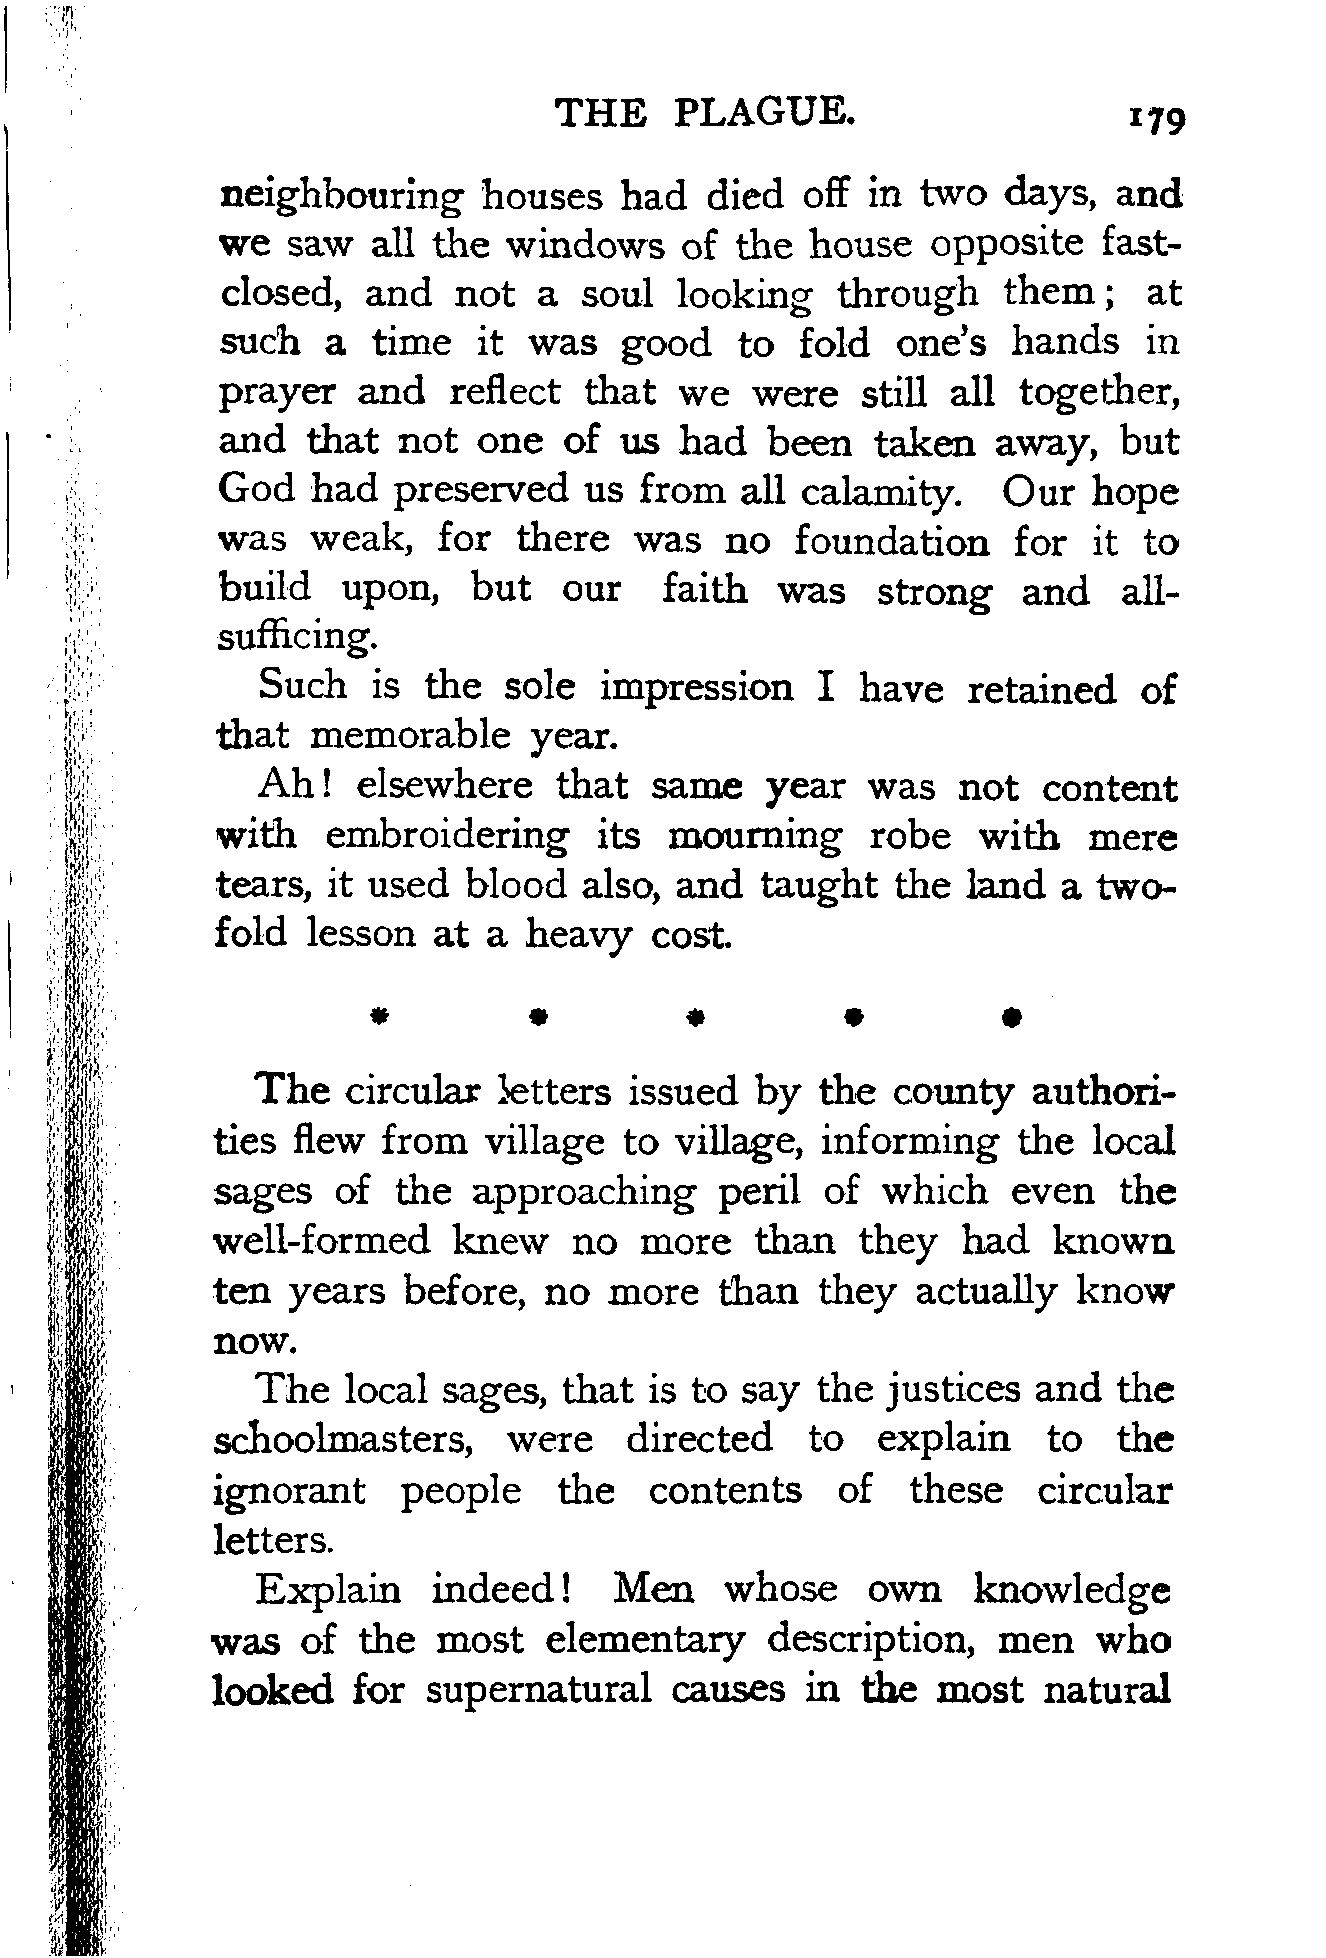 THE PLAGUE. 179
neighbouring houses had died off in two days, and
we saw all the windows of the house opposite fast-
closed, and not a soul looking through them; at
such a time it was good to fold one's hands in
prayer and reflect that we were still all together,
and that not one of us had been taken away, but
God had preserved us from all calamity. Our hope
was weak, for there was no foundation for it to
build upon, but our faith was strong and all-
sufficing.
Such is the sole impression I have retained of
that memorable year.
Ah! elsewhere that same year was not content
with embroidering its mourning robe with mere
tears, it used blood also, and taught the land a two-
fold lesson at a heavy cost.
* * * * *
The circular letters issued by the county authori-
ties flew from village to village, informing the local
sages of the approaching peril of which even the
well-formed knew no more than they had known
ten years before, no more than they actually know
now.
The local sages, that is to say the justices and the
schoolmasters, were directed to explain to the
ignorant people the contents of these circular
letters.
Explain indeed! Men whose own knowledge
was of the most elementary description, men who
looked for supernatural causes in the most natural